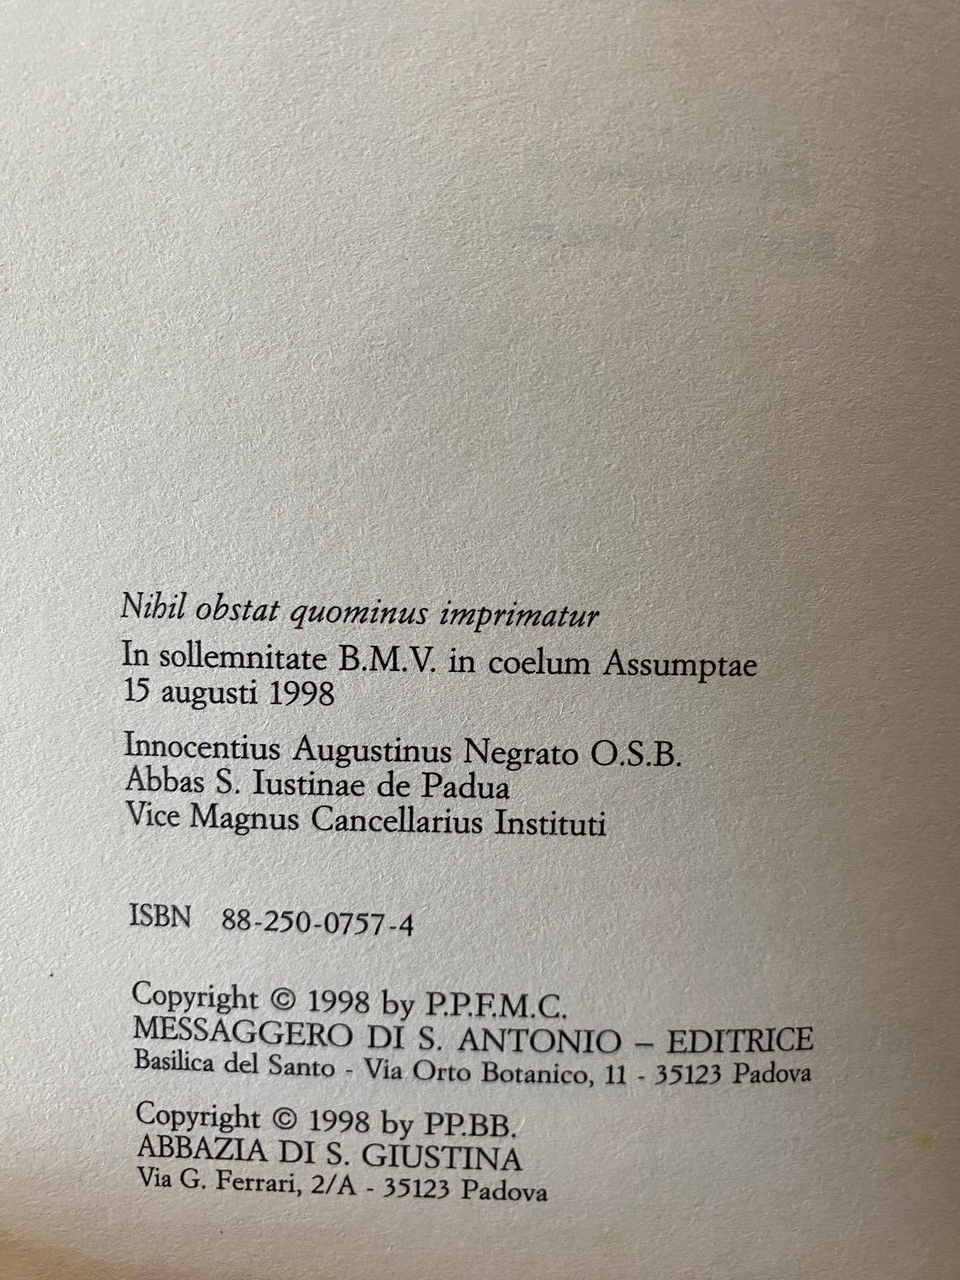 Nihil obstat quominus imprimatur
In sollemnitate B.M.V. in coelum Assumptae
15 augusti 1998
Innocentius Augustinus Negrato O.S.B.
Abbas S. Iustinae de Padua
Vice Magnus Cancellarius Instituti
ISBN 88-250-0757-4
Copyright © 1998 by P.P.F.M.C.
MESSAGGERO DI S. ANTONIO – EDITRICE
Basilica del Santo - Via Orto Botanico, 11 - 35123 Padova
Copyright © 1998 by PP.BB.
ABBAZIA DI S. GIUSTINA
Via G. Ferrari, 2/A - 35123 Padova